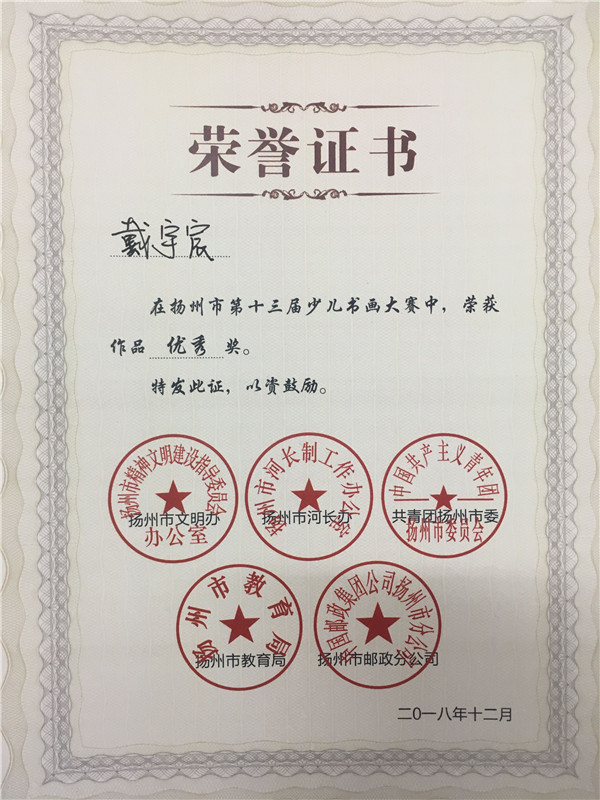 荣誉证书
戴宇宸
在扬州市第十三届少儿书画大赛中，荣获
作品 优秀 奖。
特发此证，以资鼓励。
扬州市精神文明建设指导委员会
办公室
扬州市文明办
扬州市河长制工作办公室
扬州市河长办
中国共产主义青年团
扬州市委员会
共青团扬州市委
扬州市教育局
扬州市教育局
中国邮政集团公司扬州市分公司
扬州市邮政分公司
二〇一八年十二月